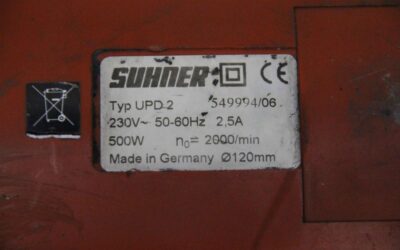 SUHNER CE
Typ UPD 2 549994/06
230V~ 50-60Hz 2,5A
500W n₀= 2000/min
Made in Germany Ø120mm